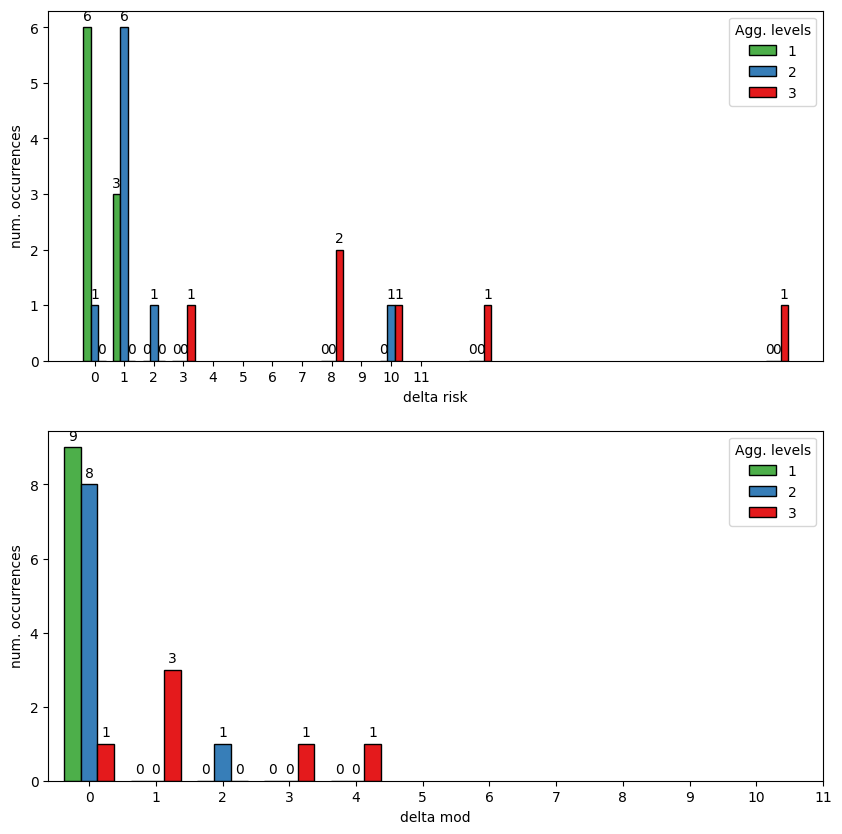 6 6
6
Agg. levels
1
2
3
5
num. occurrences
4
3 3
2 2
1 1 1 1 1 1 1 1
0 0 0 0 0 0 0 0 0 0 0 0
0
0 1 2 3 4 5 6 7 8 9 10 11
delta risk
9
Agg. levels
1
2
3
8 8
num. occurrences
6
4
3
2
1 1 1 1
0 0 0 0 0 0 0 0
0
0 1 2 3 4 5 6 7 8 9 10 11
delta mod